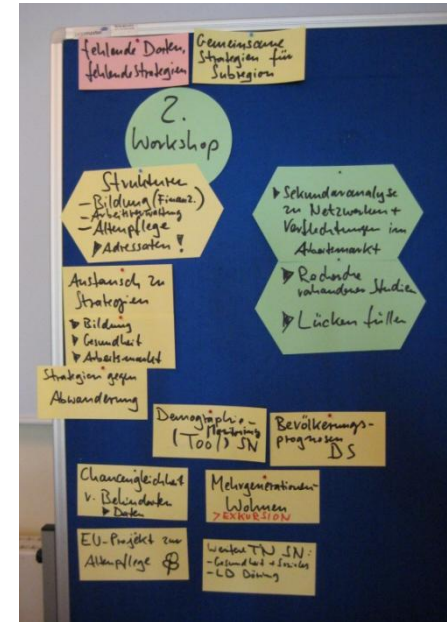 fehlende Daten,
fehlende Strategien
Gemeinsame
Strategien für
Subregion
2.
Workshop
Strukturen
- Bildung (Finanz.)
- Arbeitsverwaltung
- Altenpflege
Adressaten!
Sekundäranalyse
zu Netzwerken +
Verflechtungen im
Arbeitsmarkt
Recherche
vorhandener Studien
Lücken füllen
Austausch zu
Strategien
Bildung
Gesundheit
Arbeitsmarkt
Strategien gegen
Abwanderung
Demographie-
Monitoring
(Tool) SN
Bevölkerungs-
prognosen
DS
Chancengleichheit
v. Behinderten
Daten
Mehrgenerationen-
Wohnen
> EXKURSION
EU-Projekt zur
Altenpflege
Weitere TN SN:
- Gesundheit + Soziales
- LD